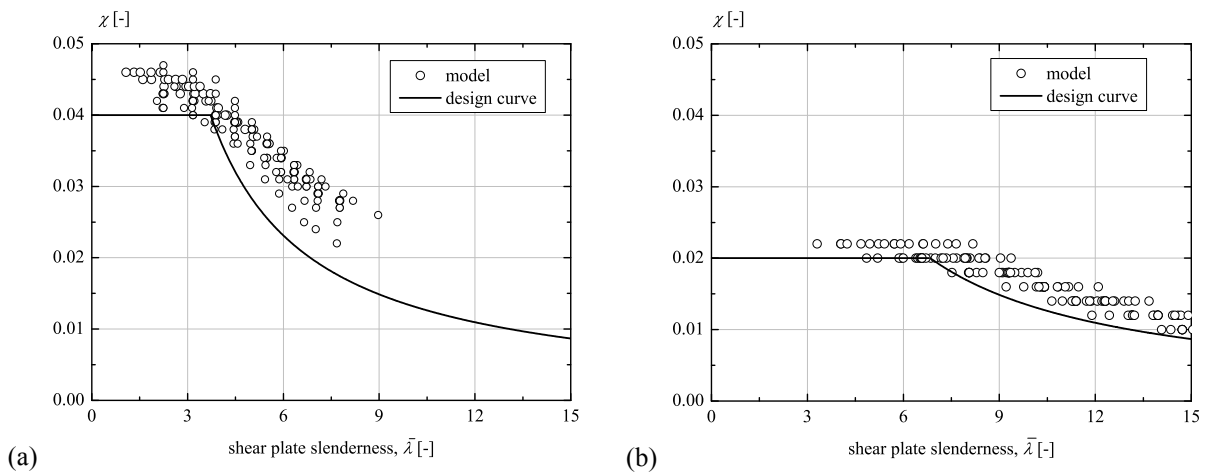 χ [-]
0.05
0.04
0.03
0.02
0.01
0.00
0
3
6
9
12
15
model
design curve
shear plate slenderness, λ̄ [-]
(a)
χ [-]
0.05
0.04
0.03
0.02
0.01
0.00
0
3
6
9
12
15
model
design curve
shear plate slenderness, λ̄ [-]
(b)